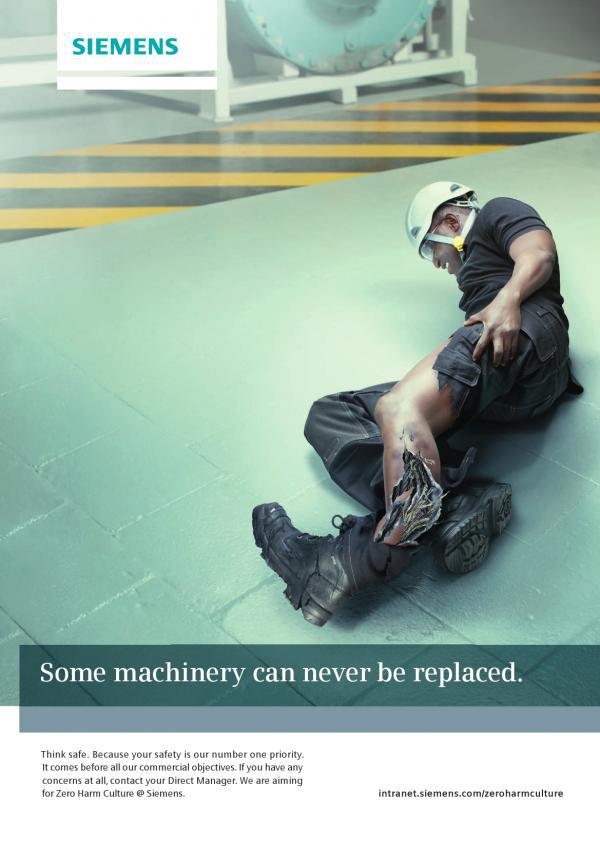 SIEMENS
Some machinery can never be replaced.
Think safe. Because your safety is our number one priority.
It comes before all our commercial objectives. If you have any
concerns at all, contact your Direct Manager. We are aiming
for Zero Harm Culture @ Siemens.
intranet.siemens.com/zeroharmculture